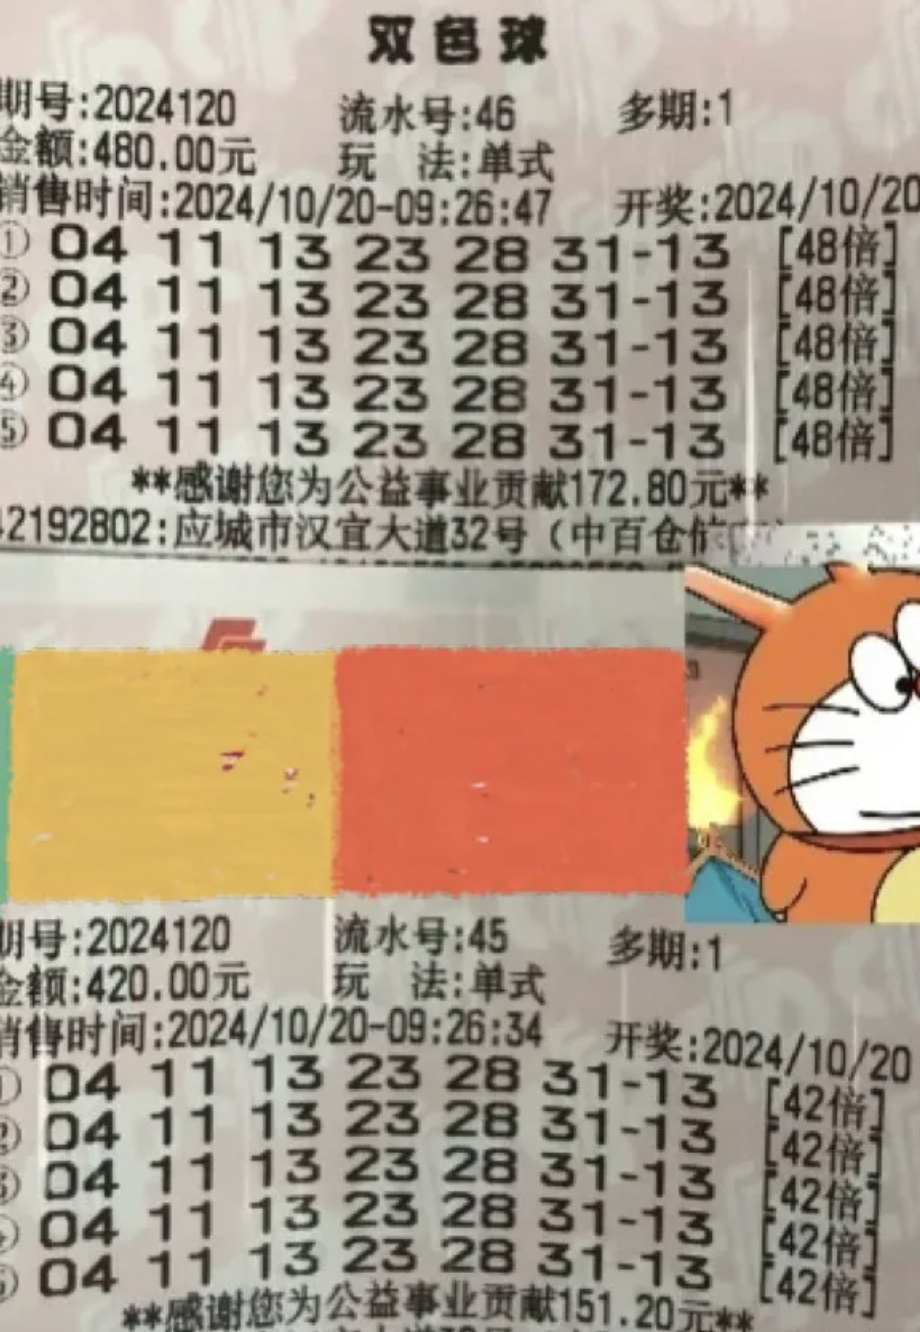 双色球
期号:2024120 流水号:46 多期:1
金额:480.00元 玩 法:单式
销售时间:2024/10/20-09:26:47 开奖:2024/10/20
① 04 11 13 23 28 31-13 [48倍]
② 04 11 13 23 28 31-13 [48倍]
③ 04 11 13 23 28 31-13 [48倍]
④ 04 11 13 23 28 31-13 [48倍]
⑤ 04 11 13 23 28 31-13 [48倍]
**感谢您为公益事业贡献172.80元**
42192802:应城市汉宜大道32号（中百仓
期号:2024120 流水号:45 多期:1
金额:420.00元 玩 法:单式
销售时间:2024/10/20-09:26:34 开奖:2024/10/20
① 04 11 13 23 28 31-13 [42倍]
② 04 11 13 23 28 31-13 [42倍]
③ 04 11 13 23 28 31-13 [42倍]
④ 04 11 13 23 28 31-13 [42倍]
⑤ 04 11 13 23 28 31-13 [42倍]
**感谢您为公益事业贡献151.20元**